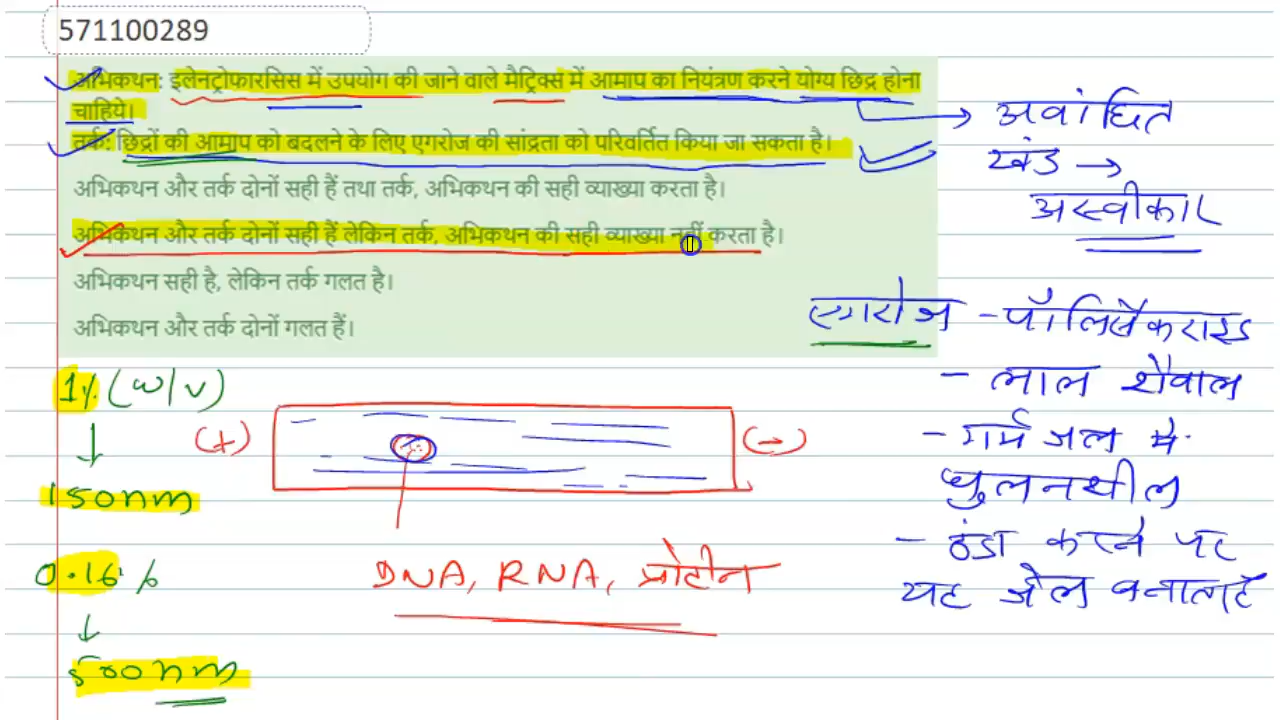 571100289
अभिकथन: इलेनट्रोफारसिस में उपयोग की जाने वाले मैट्रिक्स में आमाप का नियंत्रण करने योग्य छिद्र होना
चाहिये।
तर्क: छिद्रों की आमाप को बदलने के लिए एगरोज की सांद्रता को परिवर्तित किया जा सकता है।
अभिकथन और तर्क दोनों सही हैं तथा तर्क, अभिकथन की सही व्याख्या करता है।
अभिकथन और तर्क दोनों सही हैं लेकिन तर्क, अभिकथन की सही व्याख्या नहीं करता है।
अभिकथन सही है, लेकिन तर्क गलत है।
अभिकथन और तर्क दोनों गलत हैं।
अवांछित
खंड →
अस्वीकार
एगरोज - पॉलिसैकराइड
- लाल शैवाल
- गर्म जल में
घुलनशील
- ठंडा करने पर
यह जेल बनाता है
1% (w/v)
↓
150nm
0.16%
↓
500nm
(+) (-)
DNA, RNA, प्रोटीन